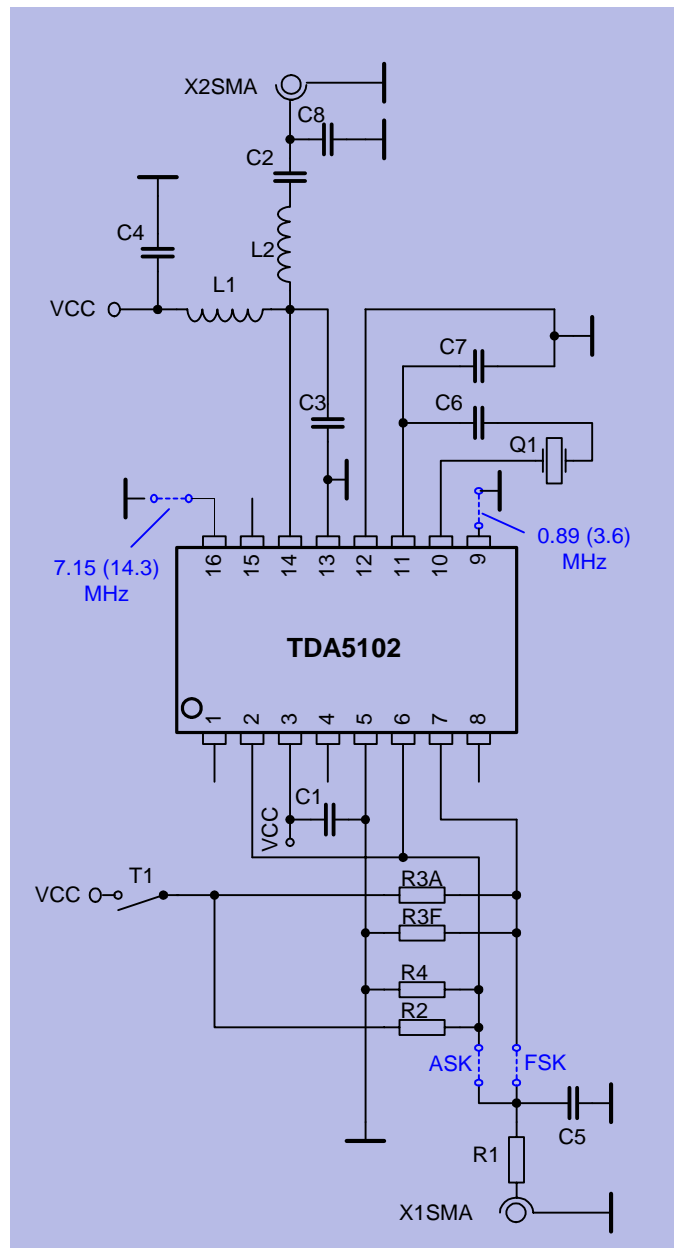 X2SMA
C8
C2
C4
L2
L1
VCC
C7
C3
C6
Q1
7.15 (14.3)
MHz
0.89 (3.6)
MHz
16 15 14 13 12 11 10 9
TDA5102
1 2 3 4 5 6 7 8
C1
VCC
VCC
T1
R3A
R3F
R4
R2
ASK
FSK
C5
R1
X1SMA